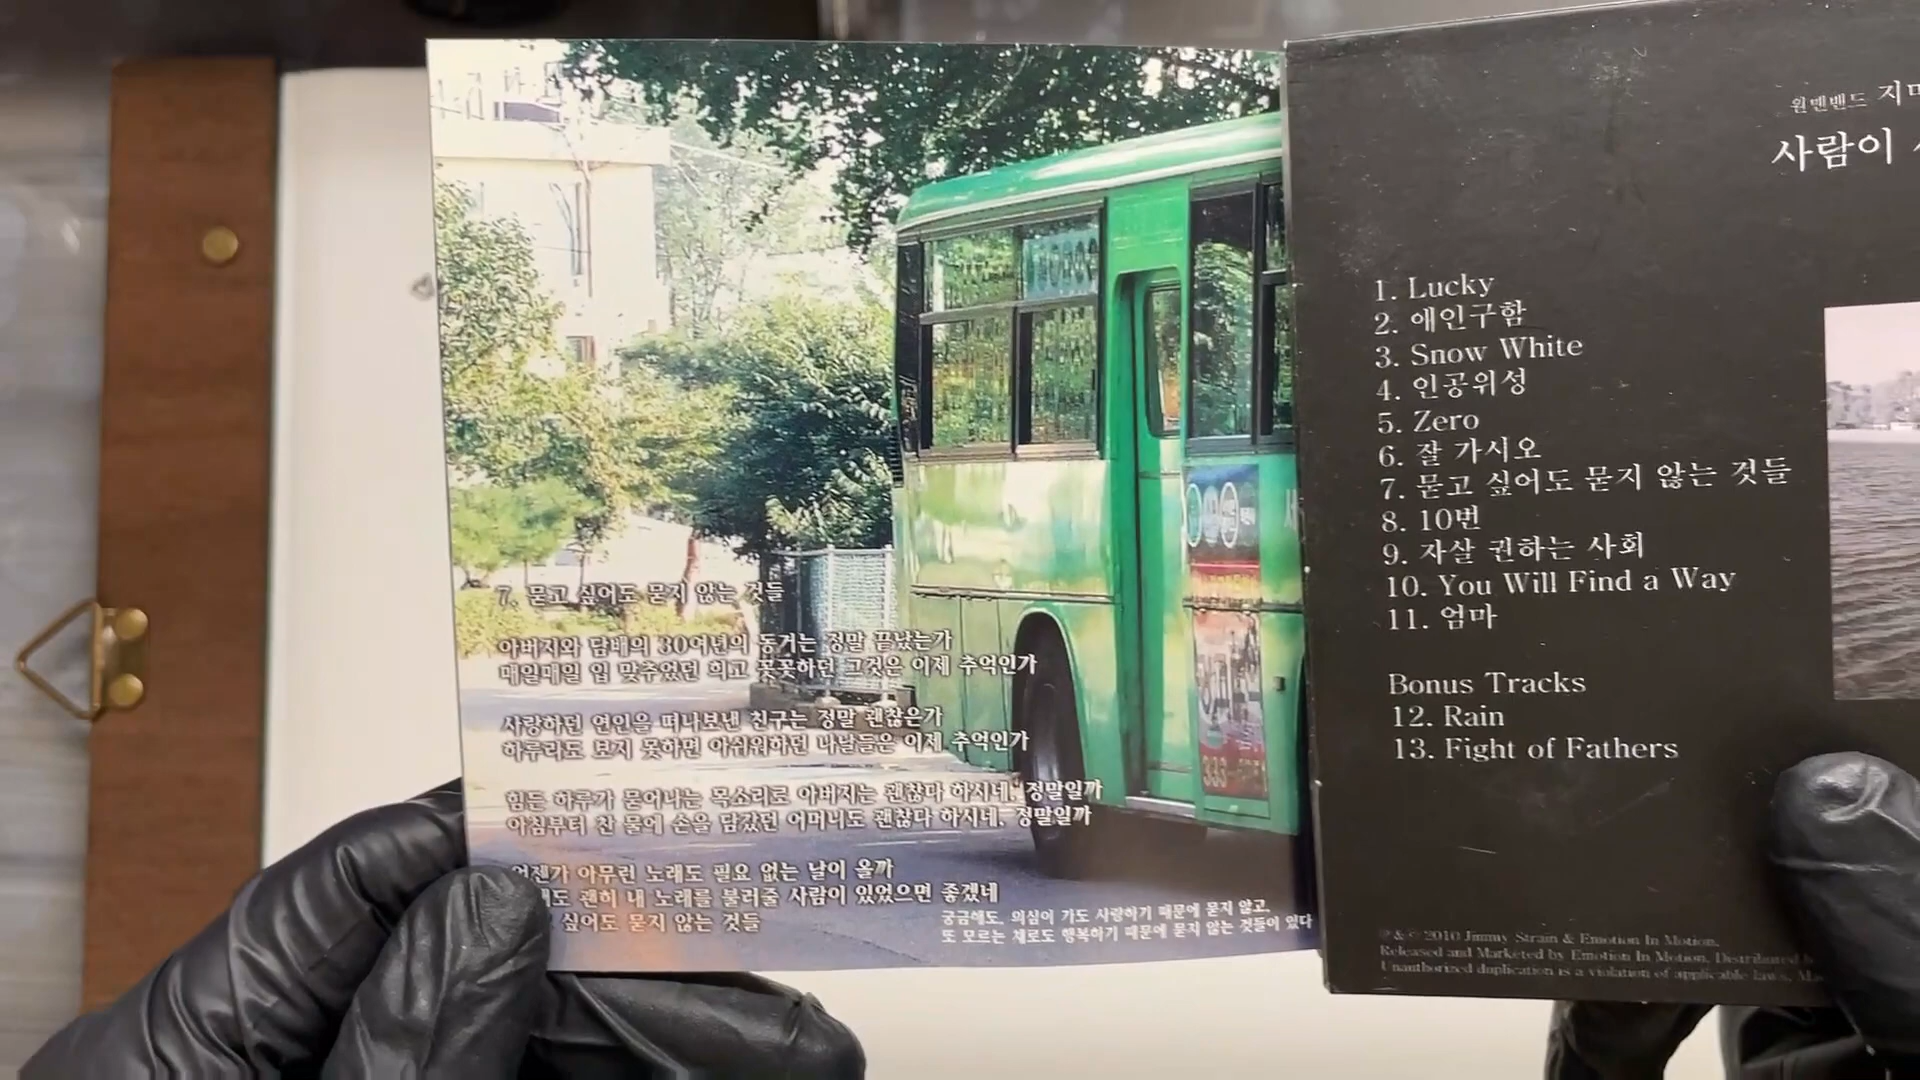 7. 묻고 싶어도 묻지 않는 것들
아버지와 담배의 30여년의 동거는 정말 끝났는가
매일매일 입 맞추었던 희고 꼿꼿하던 그것은 이제 추억인가
사랑하던 연인을 떠나보낸 친구는 정말 괜찮은가
하루라도 보지 못하면 아쉬워하던 나날들은 이제 추억인가
힘든 하루가 묻어나는 목소리로 아버지는 괜찮다 하시네, 정말일까
아침부터 찬 물에 손을 담갔던 어머니도 괜찮다 하시네, 정말일까
언젠가 아무런 노래도 필요 없는 날이 올까
괜히 내 노래를 불러줄 사람이 있었으면 좋겠네
싶어도 묻지 않는 것들
궁금해도, 의심이 가도 사랑하기 때문에 묻지 않고,
또 모르는 채로도 행복하기 때문에 묻지 않는 것들이 있다
333
원맨밴드
사람이
1. Lucky
2. 애인구함
3. Snow White
4. 인공위성
5. Zero
6. 잘 가시오
7. 묻고 싶어도 묻지 않는 것들
8. 10번
9. 자살 권하는 사회
10. You Will Find a Way
11. 엄마
Bonus Tracks
12. Rain
13. Fight of Fathers
℗ & © 2010 Jimmy Strain & Emotion In Motion.
Released and Marketed by Emotion In Motion, Distributed
Unauthorized duplication is a violation of applicable laws,